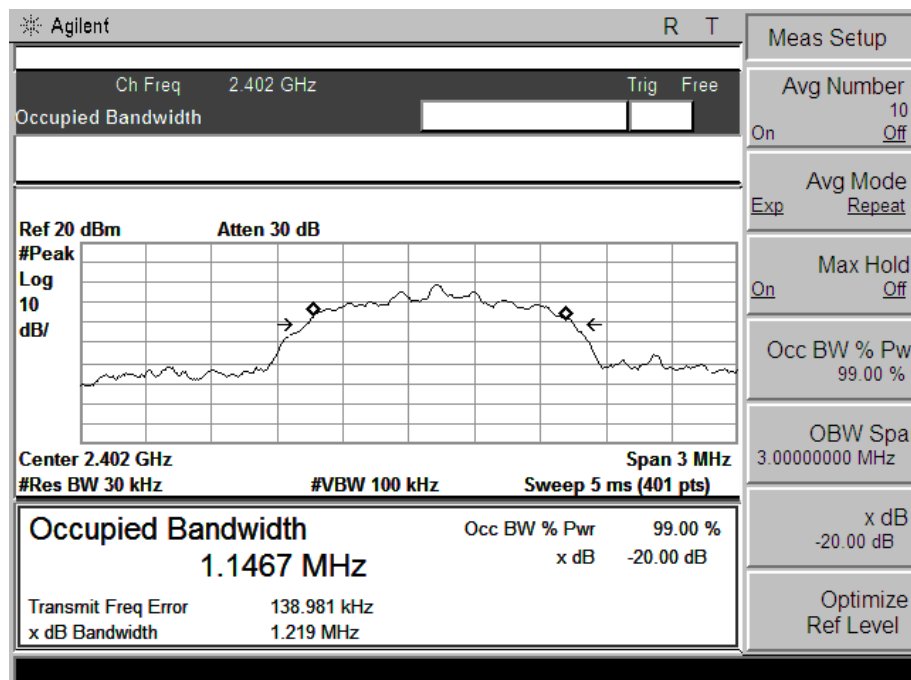 Agilent R T
Ch Freq 2.402 GHz Trig Free
Occupied Bandwidth
Ref 20 dBm Atten 30 dB
#Peak
Log
10
dB/
Center 2.402 GHz Span 3 MHz
#Res BW 30 kHz #VBW 100 kHz Sweep 5 ms (401 pts)
Occupied Bandwidth
1.1467 MHz
Occ BW % Pwr 99.00 %
x dB -20.00 dB
Transmit Freq Error 138.981 kHz
x dB Bandwidth 1.219 MHz
Meas Setup
Avg Number
10
On Off
Avg Mode
Exp Repeat
Max Hold
On Off
Occ BW % Pw
99.00 %
OBW Spa
3.00000000 MHz
x dB
-20.00 dB
Optimize
Ref Level